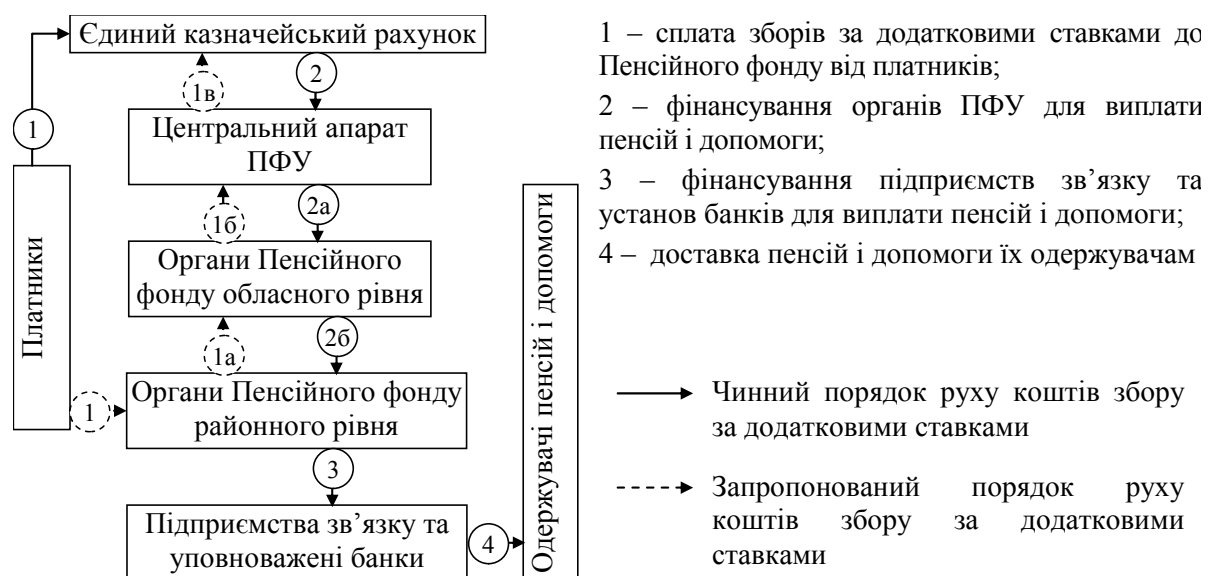 Єдиний казначейський рахунок
1в
2
1
Центральний апарат
ПФУ
1б
2а
Органи Пенсійного
фонду обласного рівня
1а
2б
Платники
1
Органи Пенсійного фонду
районного рівня
3
Підприємства зв’язку та
уповноважені банки
4
Одержувачі пенсій і допомоги
1 – сплата зборів за додатковими ставками до
Пенсійного фонду від платників;
2 – фінансування органів ПФУ для виплати
пенсій і допомоги;
3 – фінансування підприємств зв’язку та
установ банків для виплати пенсій і допомоги;
4 – доставка пенсій і допомоги їх одержувачам
Чинний порядок руху коштів збору
за додатковими ставками
Запропонований порядок руху
коштів збору за додатковими
ставками